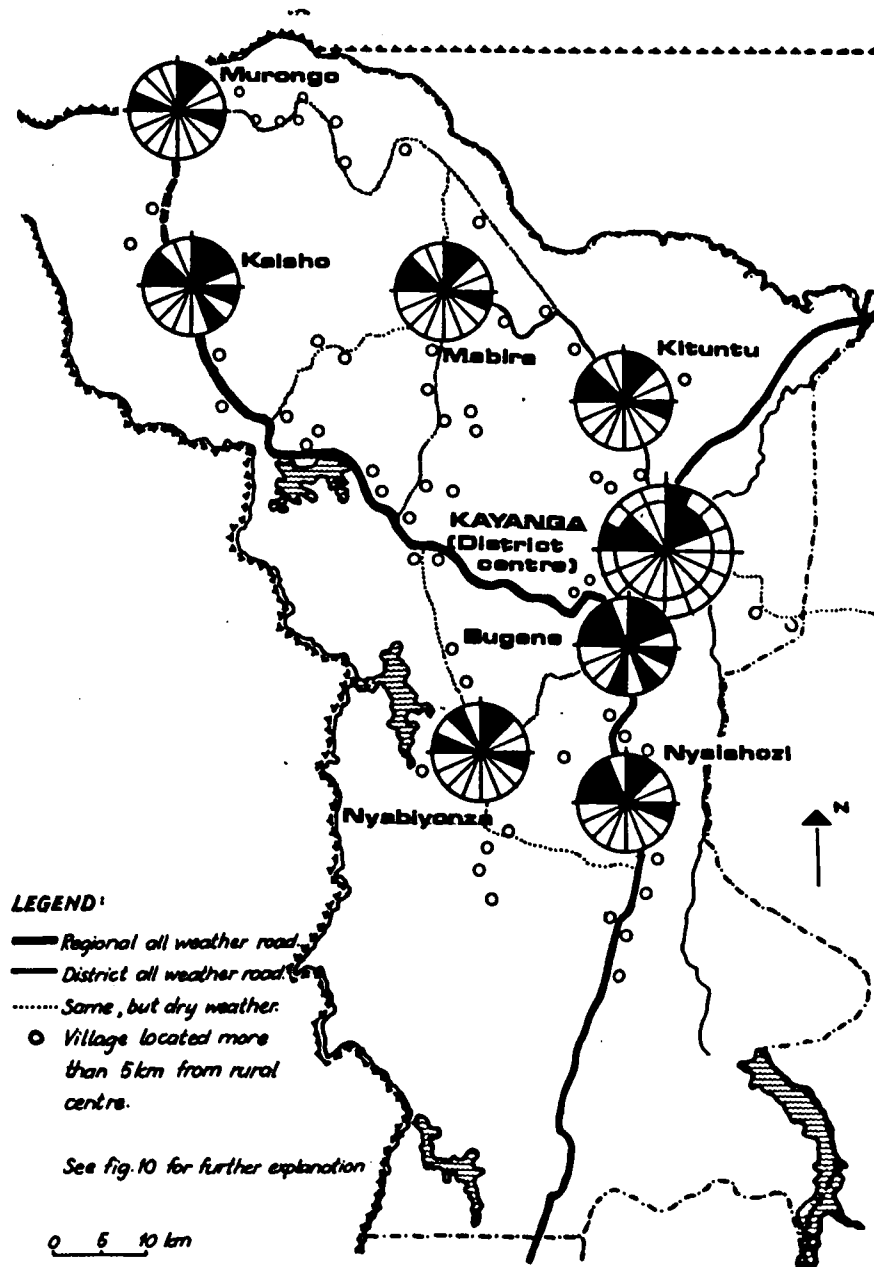 Murongo
Kaisho
Mabira
Kituntu
KAYANGA
(District
centre)
Bugene
Nyaishozi
Nyabiyonza
N
LEGEND:
Regional all weather road.
District all weather road.
Same, but dry weather.
Village located more
than 5km from rural
centre.
See fig. 10 for further explanation
0 5 10 km